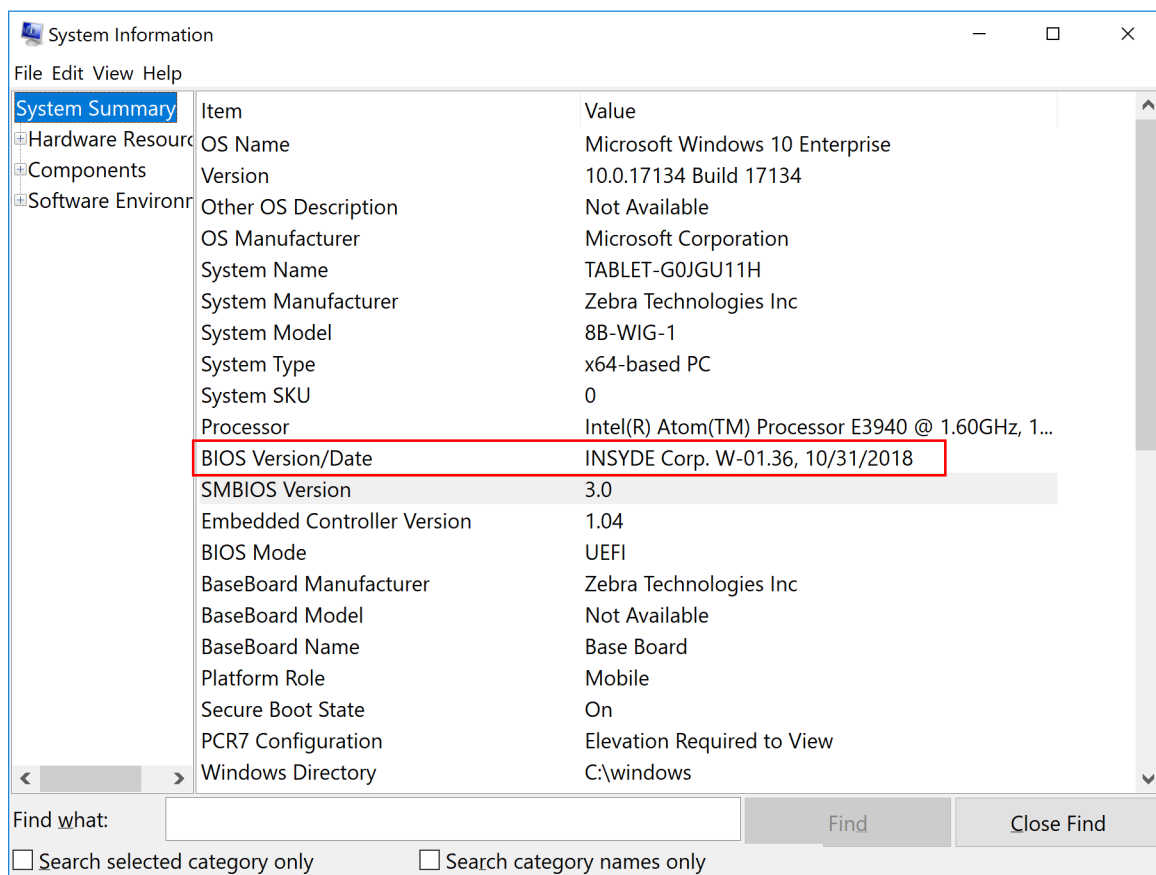 System Information
File Edit View Help
System Summary
Hardware Resourc
Components
Software Environr
Item Value
OS Name Microsoft Windows 10 Enterprise
Version 10.0.17134 Build 17134
Other OS Description Not Available
OS Manufacturer Microsoft Corporation
System Name TABLET-G0JGU11H
System Manufacturer Zebra Technologies Inc
System Model 8B-WIG-1
System Type x64-based PC
System SKU 0
Processor Intel(R) Atom(TM) Processor E3940 @ 1.60GHz, 1...
BIOS Version/Date INSYDE Corp. W-01.36, 10/31/2018
SMBIOS Version 3.0
Embedded Controller Version 1.04
BIOS Mode UEFI
BaseBoard Manufacturer Zebra Technologies Inc
BaseBoard Model Not Available
BaseBoard Name Base Board
Platform Role Mobile
Secure Boot State On
PCR7 Configuration Elevation Required to View
Windows Directory C:\windows
Find what: Find Close Find
Search selected category only Search category names only